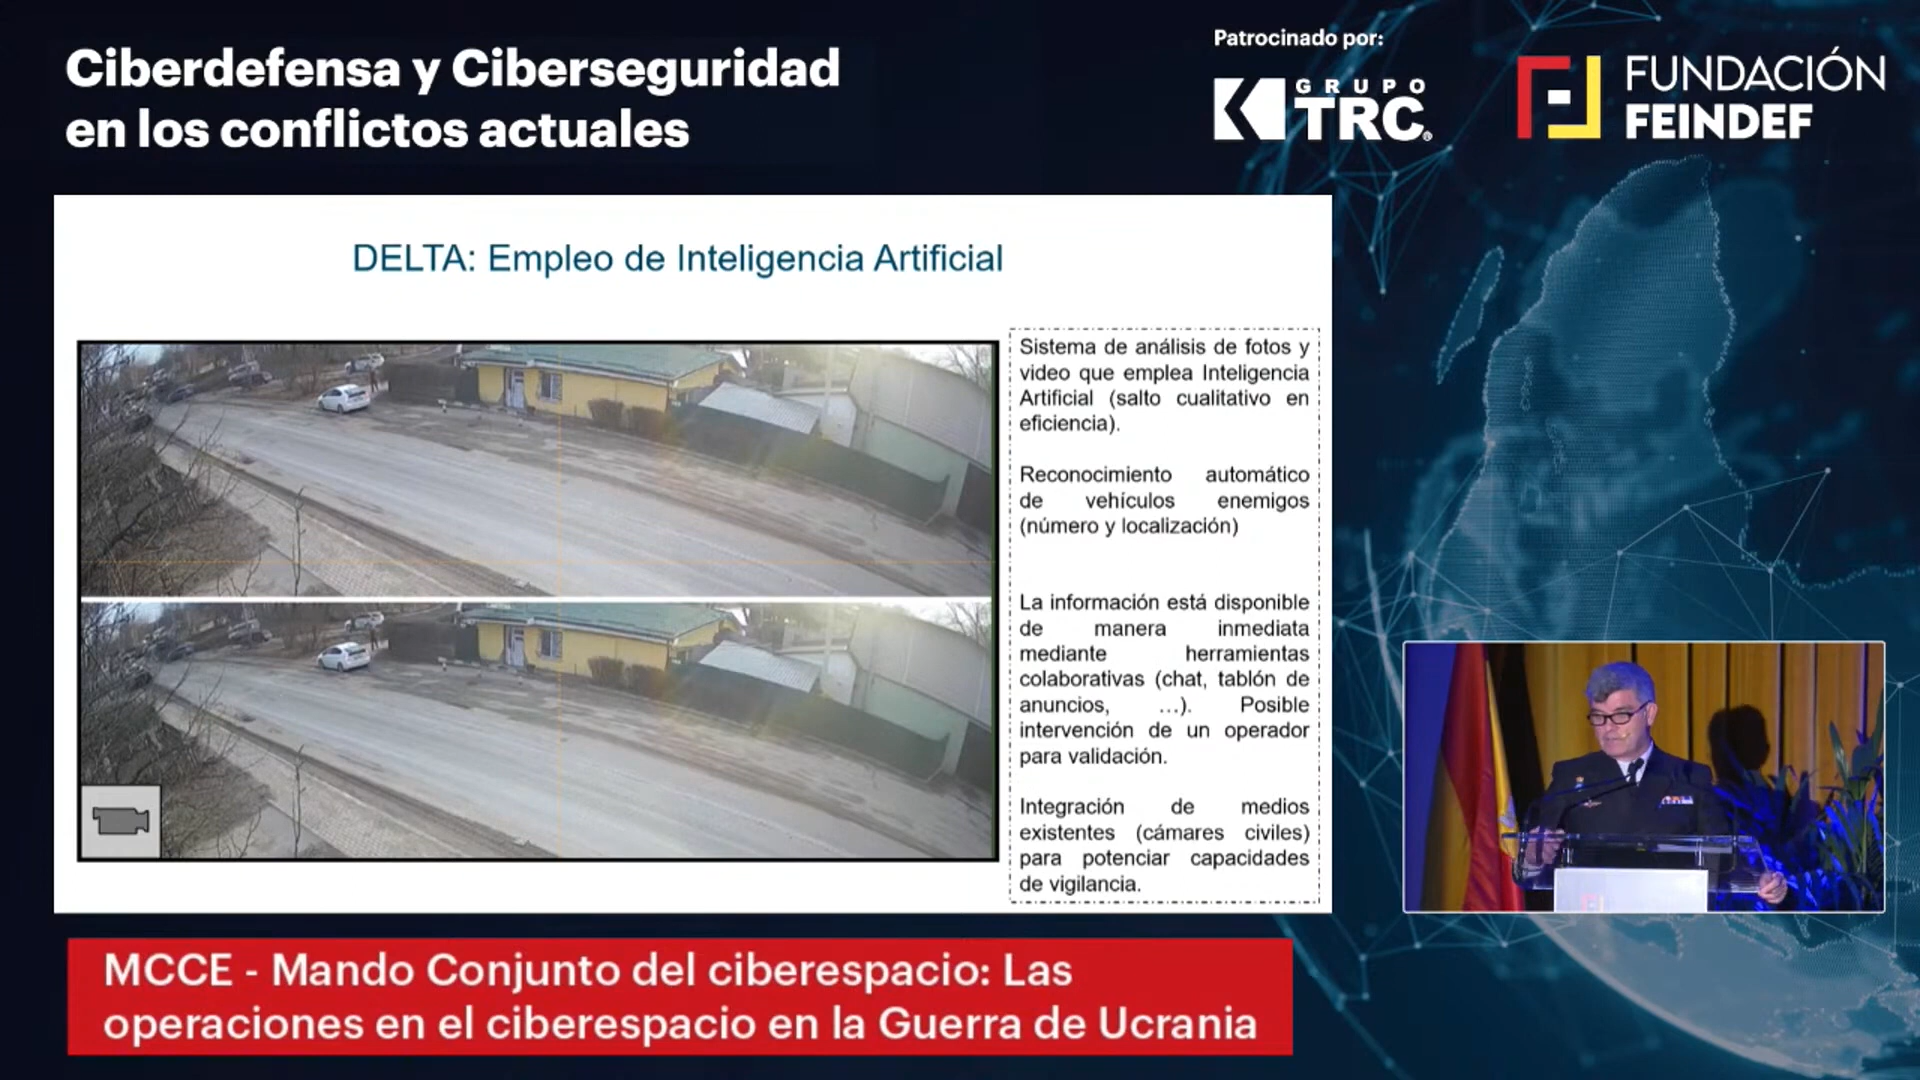 Ciberdefensa y Ciberseguridad
en los conflictos actuales
Patrocinado por:
GRUPO
TRC
FUNDACIÓN
FEINDEF
DELTA: Empleo de Inteligencia Artificial
Sistema de análisis de fotos y
video que emplea Inteligencia
Artificial (salto cualitativo en
eficiencia).
Reconocimiento automático
de vehículos enemigos
(número y localización)
La información está disponible
de manera inmediata
mediante herramientas
colaborativas (chat, tablón de
anuncios, ...). Posible
intervención de un operador
para validación.
Integración de medios
existentes (cámares civiles)
para potenciar capacidades
de vigilancia.
MCCE - Mando Conjunto del ciberespacio: Las
operaciones en el ciberespacio en la Guerra de Ucrania